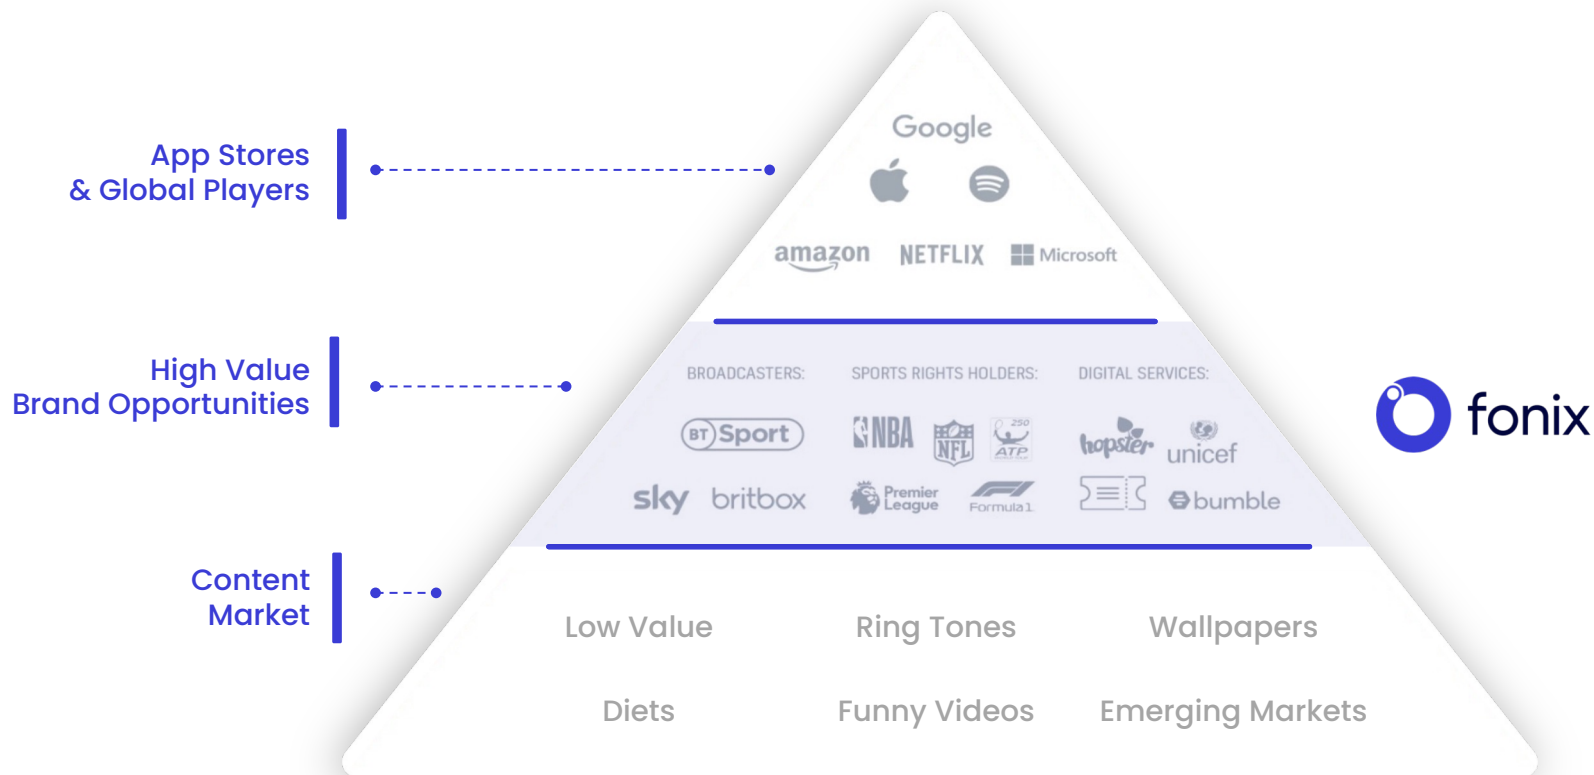 App Stores
& Global Players
Google
amazon NETFLIX Microsoft
High Value
Brand Opportunities
BROADCASTERS: SPORTS RIGHTS HOLDERS: DIGITAL SERVICES:
BT Sport NBA NFL 250 ATP hopster unicef
sky britbox Premier League Formula 1 bumble
fonix
Content
Market
Low Value Ring Tones Wallpapers
Diets Funny Videos Emerging Markets